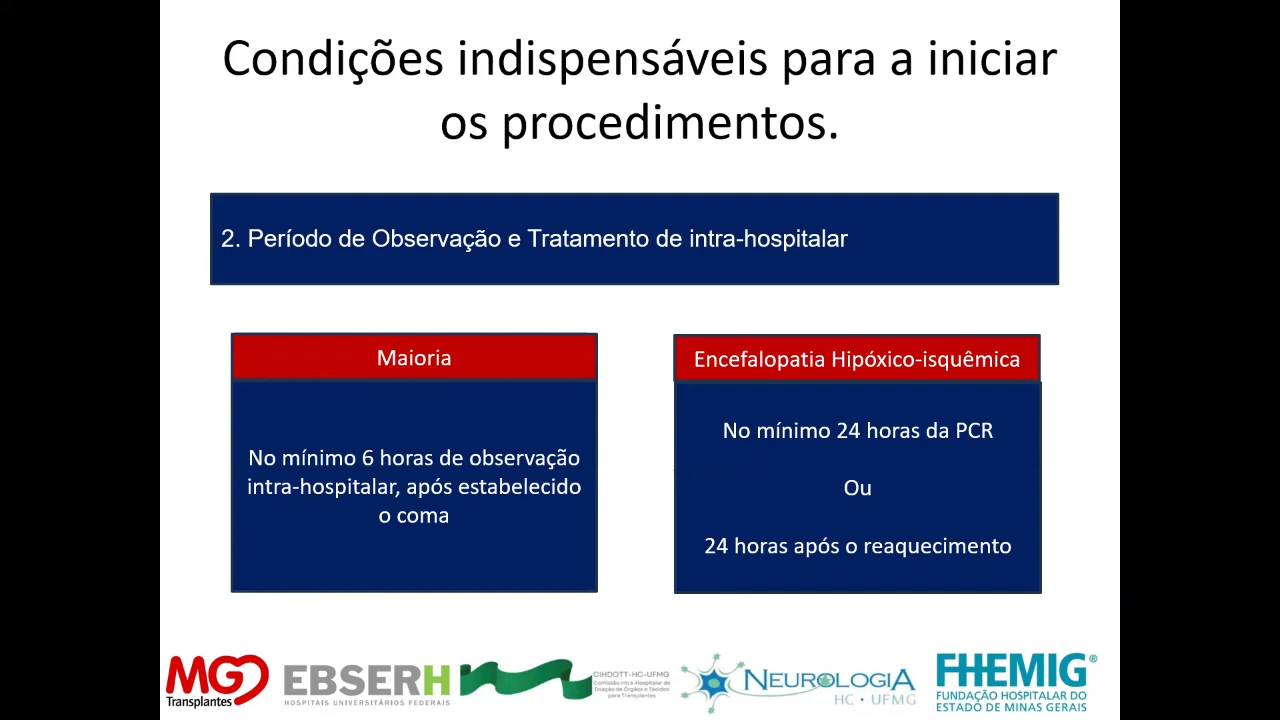 Condições indispensáveis para a iniciar
os procedimentos.
2. Período de Observação e Tratamento de intra-hospitalar
Maioria
No mínimo 6 horas de observação
intra-hospitalar, após estabelecido
o coma
Encefalopatia Hipóxico-isquêmica
No mínimo 24 horas da PCR
Ou
24 horas após o reaquecimento
MG
Transplantes
EBSERH
HOSPITAIS UNIVERSITÁRIOS FEDERAIS
CIHDOTT-HC-UFMG
Comissão Intra-Hospitalar de
Doação de Órgãos e Tecidos
para Transplantes
NEUROLOGIA
HC - UFMG
FHEMIG®
FUNDAÇÃO HOSPITALAR DO
ESTADO DE MINAS GERAIS